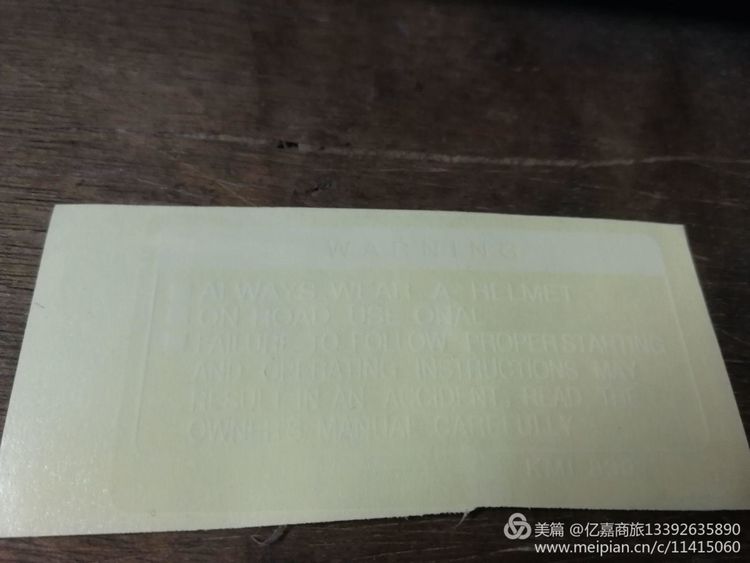 WARNING
ALWAYS WEAR A HELMET
ON ROAD USE ONAL
FAILURE TO FOLLOW PROPER STARTING
AND OPERATING INSTRUCTIONS MAY
RESULT IN AN ACCIDENT READ THE
OWNER'S MANUAL CAREFULLY
美篇 @亿嘉商旅13392635890
www.meipian.cn/c/11415060